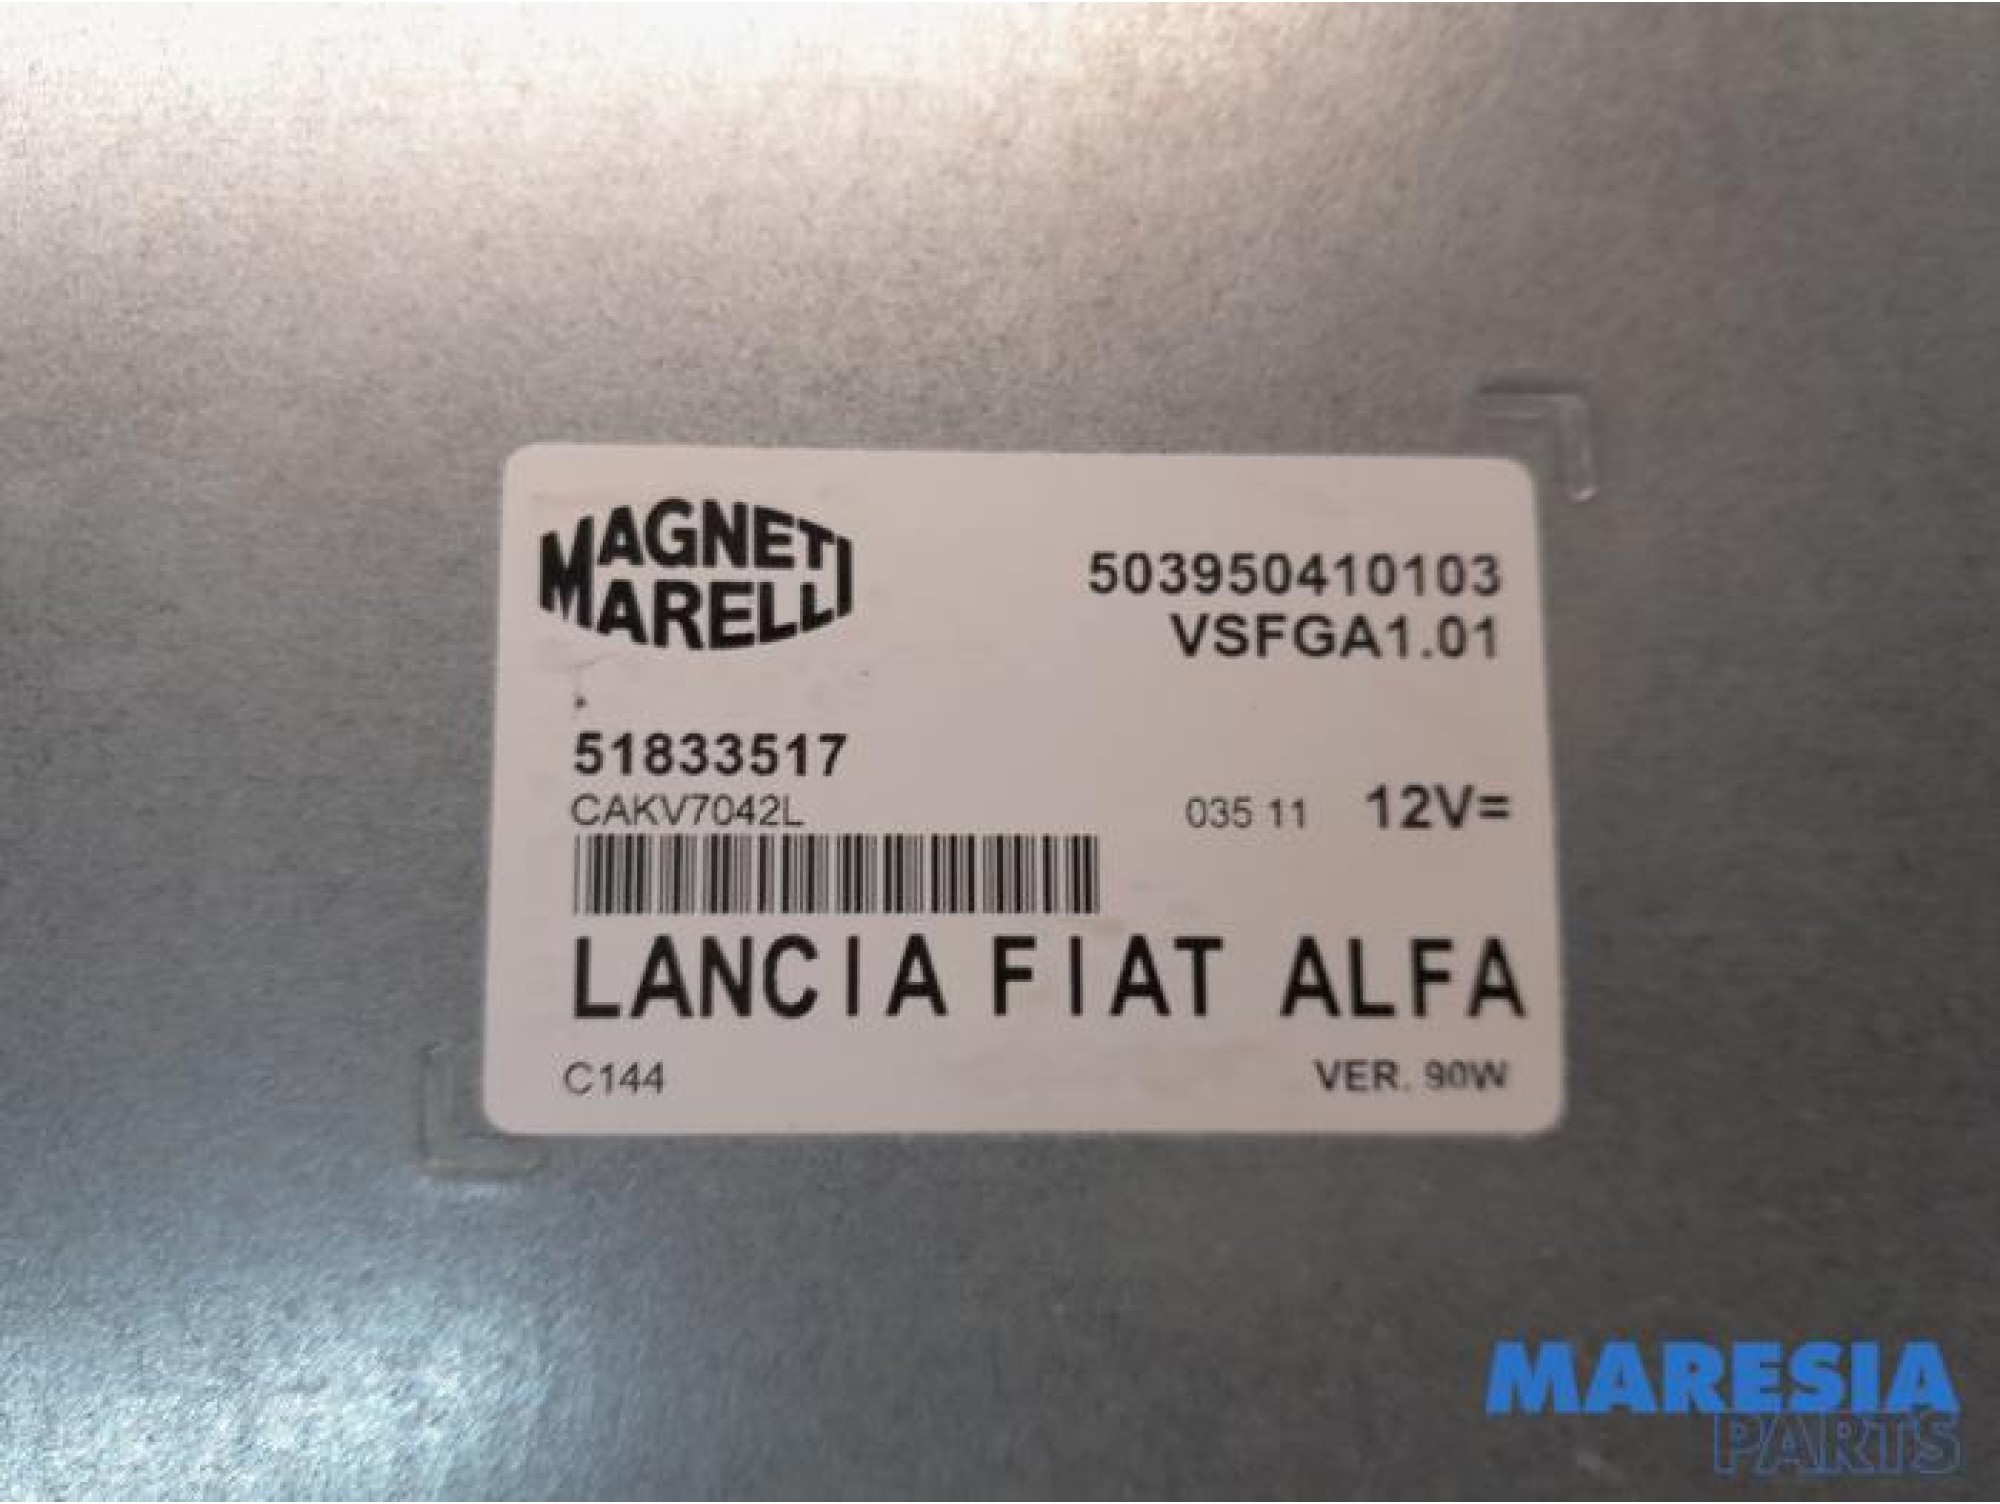 MAGNETI
MARELLI
503950410103
VSFGA1.01
51833517
CAKV7042L
035 11 12V=
LANCIA FIAT ALFA
C144 VER. 90W
MARESIA
PARTS